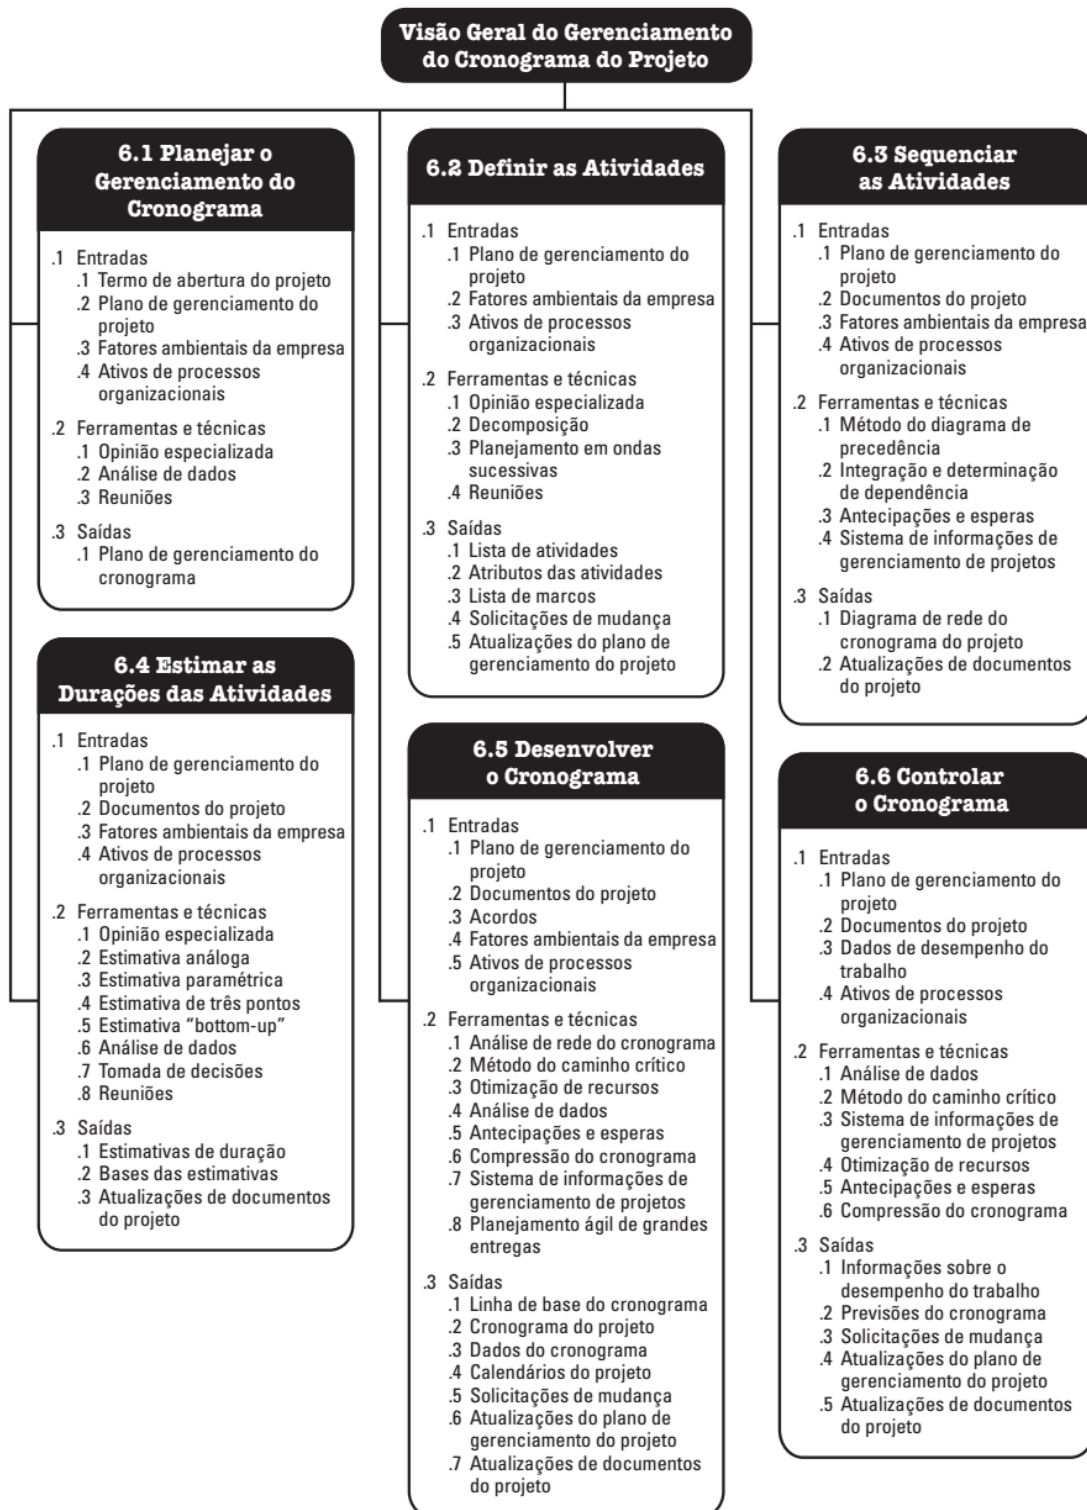 Visão Geral do Gerenciamento
do Cronograma do Projeto
6.1 Planejar o
Gerenciamento do
Cronograma
.1 Entradas
.1 Termo de abertura do projeto
.2 Plano de gerenciamento do
projeto
.3 Fatores ambientais da empresa
.4 Ativos de processos
organizacionais
.2 Ferramentas e técnicas
.1 Opinião especializada
.2 Análise de dados
.3 Reuniões
.3 Saídas
.1 Plano de gerenciamento do
cronograma
6.2 Definir as Atividades
.1 Entradas
.1 Plano de gerenciamento do
projeto
.2 Fatores ambientais da empresa
.3 Ativos de processos
organizacionais
.2 Ferramentas e técnicas
.1 Opinião especializada
.2 Decomposição
.3 Planejamento em ondas
sucessivas
.4 Reuniões
.3 Saídas
.1 Lista de atividades
.2 Atributos das atividades
.3 Lista de marcos
.4 Solicitações de mudança
.5 Atualizações do plano de
gerenciamento do projeto
6.3 Sequenciar
as Atividades
.1 Entradas
.1 Plano de gerenciamento do
projeto
.2 Documentos do projeto
.3 Fatores ambientais da empresa
.4 Ativos de processos
organizacionais
.2 Ferramentas e técnicas
.1 Método do diagrama de
precedência
.2 Integração e determinação
de dependência
.3 Antecipações e esperas
.4 Sistema de informações de
gerenciamento de projetos
.3 Saídas
.1 Diagrama de rede do
cronograma do projeto
.2 Atualizações de documentos
do projeto
6.4 Estimar as
Durações das Atividades
.1 Entradas
.1 Plano de gerenciamento do
projeto
.2 Documentos do projeto
.3 Fatores ambientais da empresa
.4 Ativos de processos
organizacionais
.2 Ferramentas e técnicas
.1 Opinião especializada
.2 Estimativa análoga
.3 Estimativa paramétrica
.4 Estimativa de três pontos
.5 Estimativa “bottom-up”
.6 Análise de dados
.7 Tomada de decisões
.8 Reuniões
.3 Saídas
.1 Estimativas de duração
.2 Bases das estimativas
.3 Atualizações de documentos
do projeto
6.5 Desenvolver
o Cronograma
.1 Entradas
.1 Plano de gerenciamento do
projeto
.2 Documentos do projeto
.3 Acordos
.4 Fatores ambientais da empresa
.5 Ativos de processos
organizacionais
.2 Ferramentas e técnicas
.1 Análise de rede do cronograma
.2 Método do caminho crítico
.3 Otimização de recursos
.4 Análise de dados
.5 Antecipações e esperas
.6 Compressão do cronograma
.7 Sistema de informações de
gerenciamento de projetos
.8 Planejamento ágil de grandes
entregas
.3 Saídas
.1 Linha de base do cronograma
.2 Cronograma do projeto
.3 Dados do cronograma
.4 Calendários do projeto
.5 Solicitações de mudança
.6 Atualizações do plano de
gerenciamento do projeto
.7 Atualizações de documentos
do projeto
6.6 Controlar
o Cronograma
.1 Entradas
.1 Plano de gerenciamento do
projeto
.2 Documentos do projeto
.3 Dados de desempenho do
trabalho
.4 Ativos de processos
organizacionais
.2 Ferramentas e técnicas
.1 Análise de dados
.2 Método do caminho crítico
.3 Sistema de informações de
gerenciamento de projetos
.4 Otimização de recursos
.5 Antecipações e esperas
.6 Compressão do cronograma
.3 Saídas
.1 Informações sobre o
desempenho do trabalho
.2 Previsões do cronograma
.3 Solicitações de mudança
.4 Atualizações do plano de
gerenciamento do projeto
.5 Atualizações de documentos
do projeto